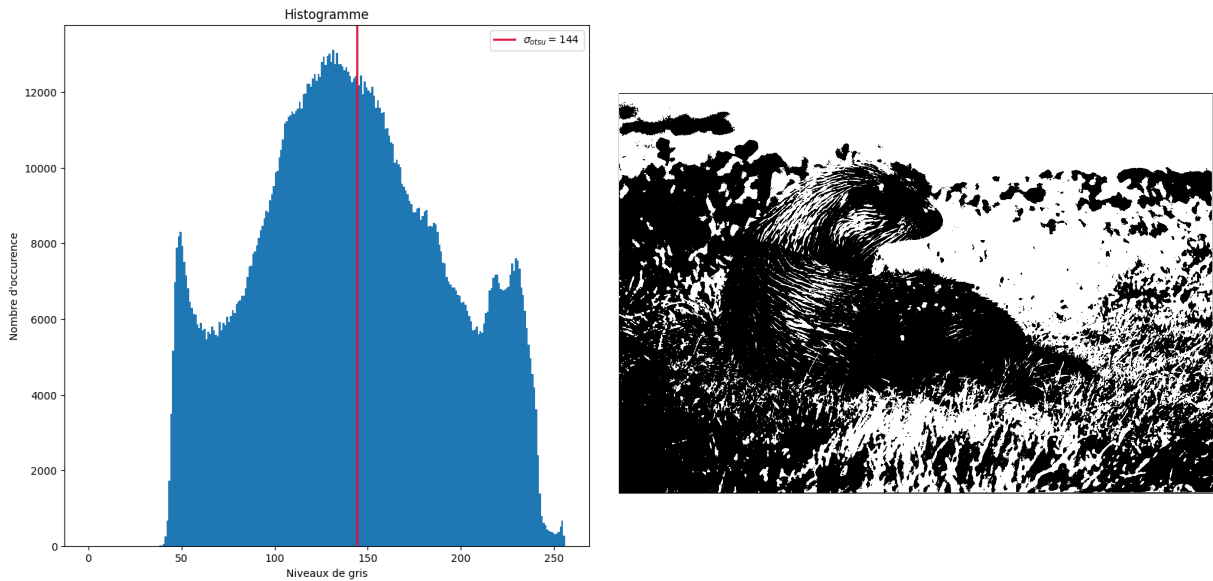 Histogramme
σ_otsu = 144
Nombre d'occurence
12000
10000
8000
6000
4000
2000
0
0 50 100 150 200 250
Niveaux de gris